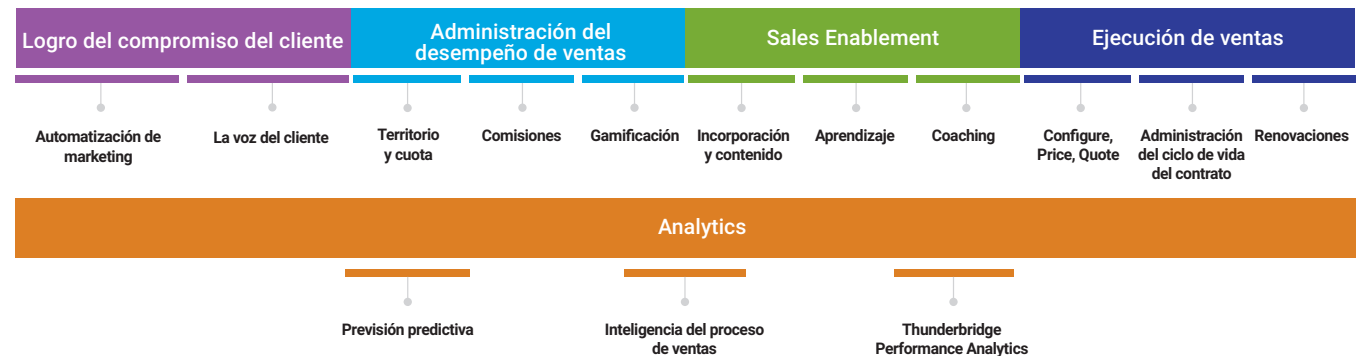 Logro del compromiso del cliente
Administración del
desempeño de ventas
Sales Enablement
Ejecución de ventas
Automatización de
marketing
La voz del cliente
Territorio
y cuota
Comisiones
Gamificación
Incorporación
y contenido
Aprendizaje
Coaching
Configure,
Price, Quote
Administración
del ciclo de vida
del contrato
Renovaciones
Analytics
Previsión predictiva
Inteligencia del proceso
de ventas
Thunderbridge
Performance Analytics